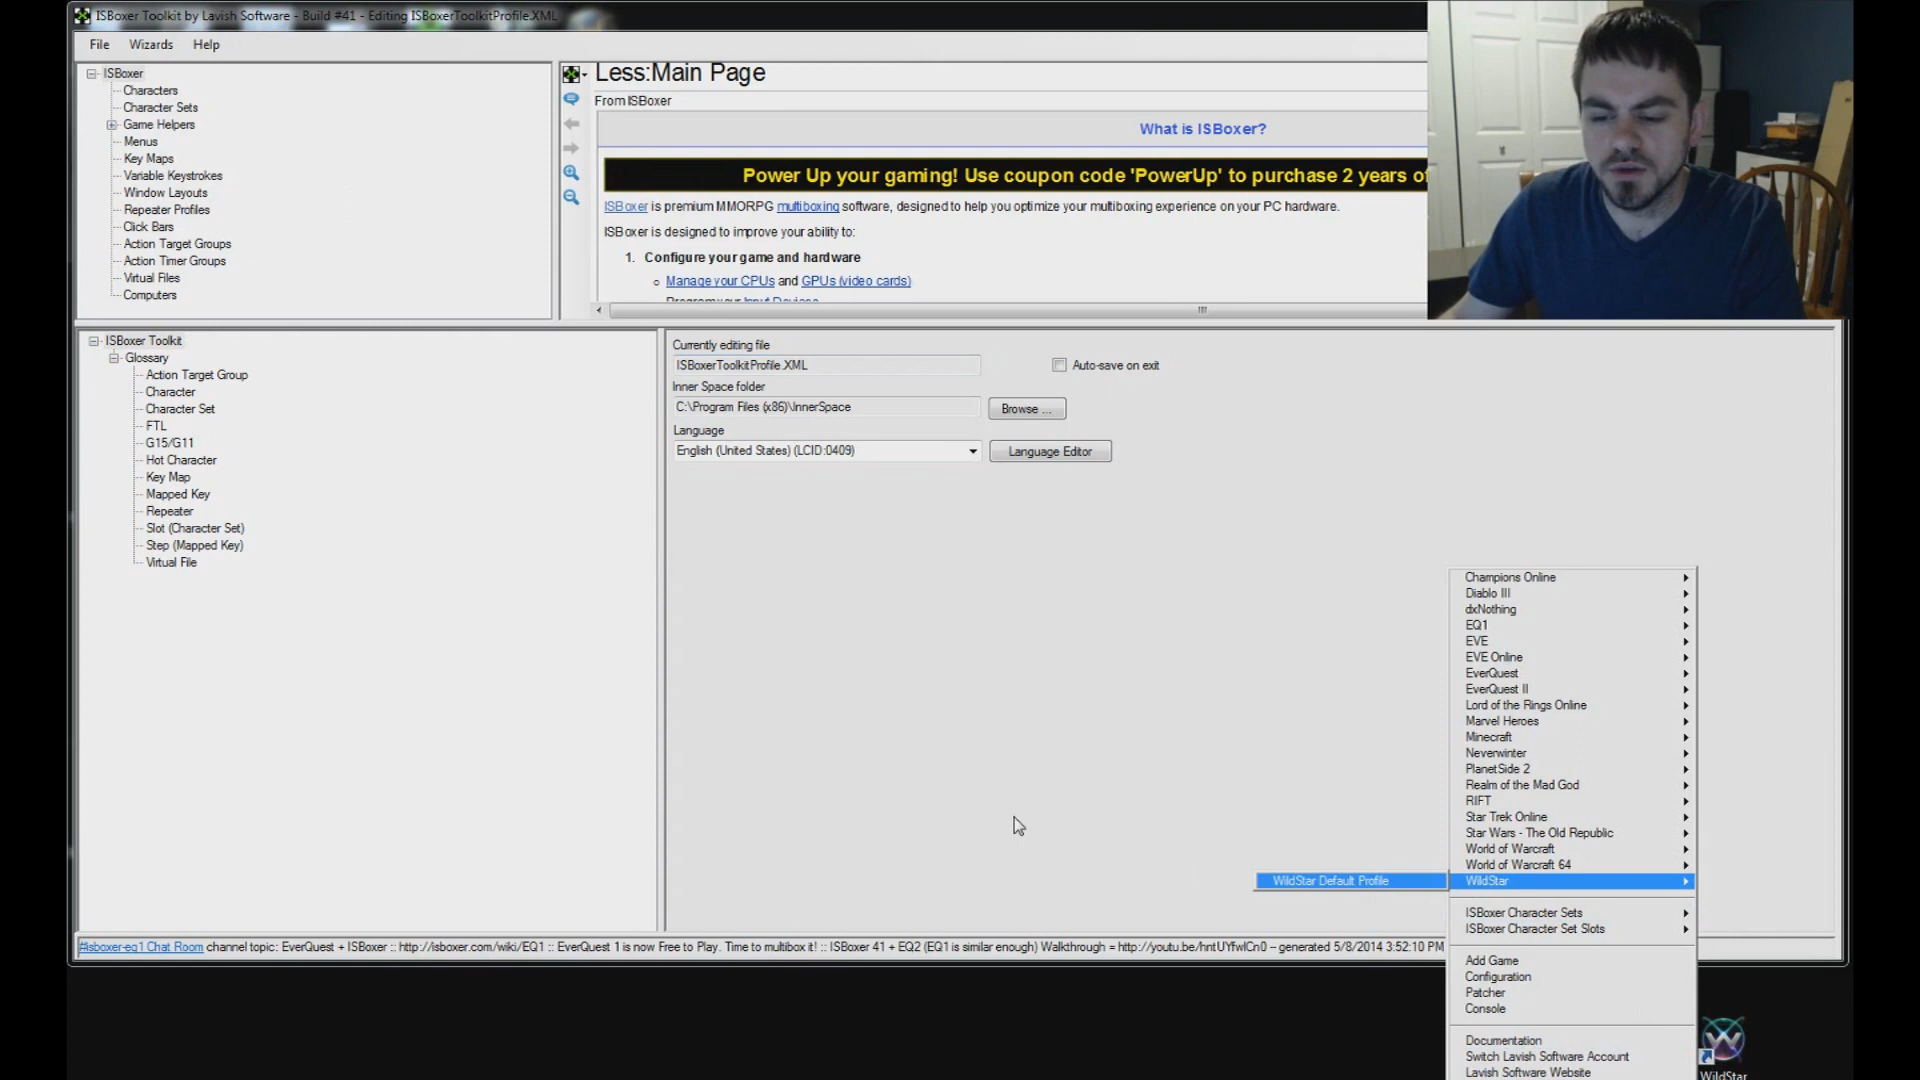 ISBoxer Toolkit by Lavish Software - Build #41 - Editing ISBoxerToolkitProfile.XML
File Wizards Help
ISBoxer
Characters
Character Sets
Game Helpers
Menus
Key Maps
Variable Keystrokes
Window Layouts
Repeater Profiles
Click Bars
Action Target Groups
Action Timer Groups
Virtual Files
Computers
Less:Main Page
From ISBoxer
What is ISBoxer?
Power Up your gaming! Use coupon code 'PowerUp' to purchase 2 years of
ISBoxer is premium MMORPG multiboxing software, designed to help you optimize your multiboxing experience on your PC hardware.
ISBoxer is designed to improve your ability to:
1. Configure your game and hardware
Manage your CPUs and GPUs (video cards)
Program your Input Devices
ISBoxer Toolkit
Glossary
Action Target Group
Character
Character Set
FTL
G15/G11
Hot Character
Key Map
Mapped Key
Repeater
Slot (Character Set)
Step (Mapped Key)
Virtual File
Currently editing file
ISBoxerToolkitProfile.XML
Auto-save on exit
Inner Space folder
C:\Program Files (x86)\InnerSpace
Browse ...
Language
English (United States) (LCID:0409)
Language Editor
Champions Online
Diablo III
dxNothing
EQ1
EVE
EVE Online
EverQuest
EverQuest II
Lord of the Rings Online
Marvel Heroes
Minecraft
Neverwinter
PlanetSide 2
Realm of the Mad God
RIFT
Star Trek Online
Star Wars - The Old Republic
World of Warcraft
World of Warcraft 64
WildStar Default Profile
WildStar
ISBoxer Character Sets
ISBoxer Character Set Slots
Add Game
Configuration
Patcher
Console
Documentation
Switch Lavish Software Account
Lavish Software Website
#isboxer-eq1 Chat Room channel topic: EverQuest + ISBoxer :: http://isboxer.com/wiki/EQ1 :: EverQuest 1 is now Free to Play. Time to multibox it! :: ISBoxer 41 + EQ2 (EQ1 is similar enough) Walkthrough = http://youtu.be/hntUYfwICn0 -- generated 5/8/2014 3:52:10 PM
WildStar